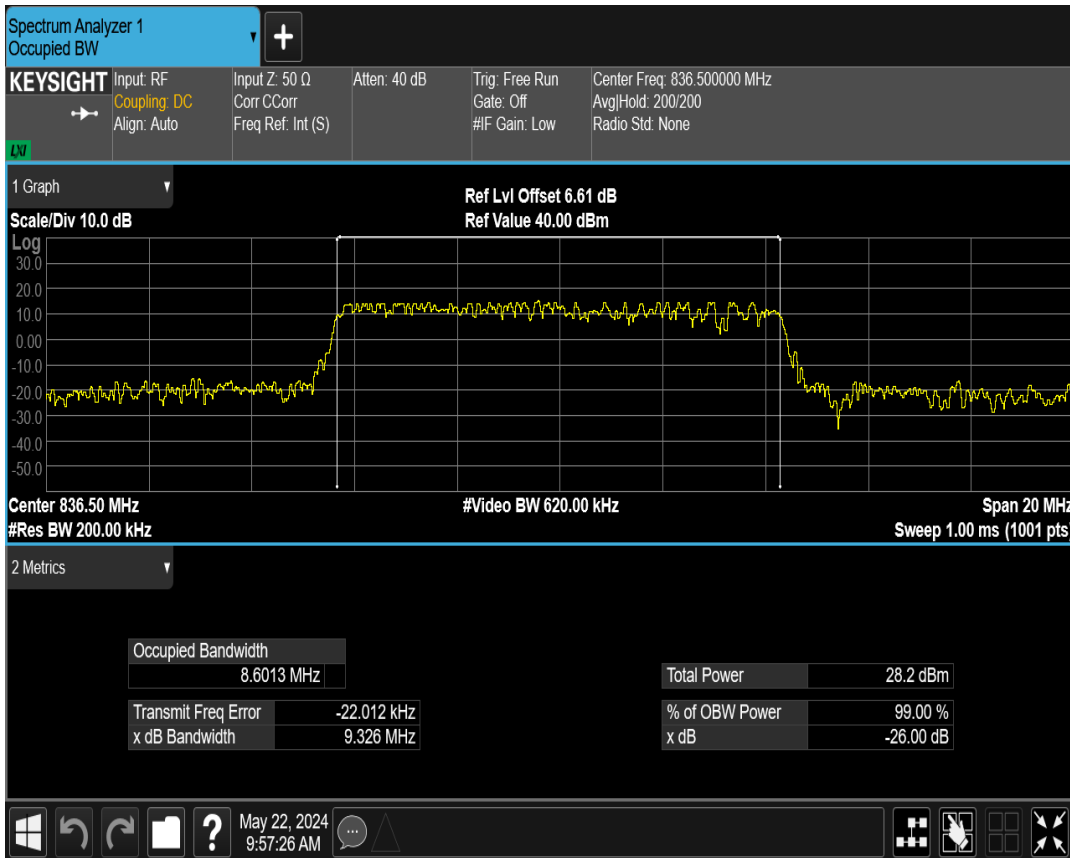 Spectrum Analyzer 1
Occupied BW
+
KEYSIGHT
LXI
Input: RF
Coupling: DC
Align: Auto
Input Z: 50 Ω
Corr CCorr
Freq Ref: Int (S)
Atten: 40 dB
Trig: Free Run
Gate: Off
#IF Gain: Low
Center Freq: 836.500000 MHz
Avg|Hold: 200/200
Radio Std: None
1 Graph
Scale/Div 10.0 dB
Ref Lvl Offset 6.61 dB
Ref Value 40.00 dBm
Log
30.0
20.0
10.0
0.00
-10.0
-20.0
-30.0
-40.0
-50.0
Center 836.50 MHz
#Video BW 620.00 kHz
Span 20 MHz
#Res BW 200.00 kHz
Sweep 1.00 ms (1001 pts)
2 Metrics
Occupied Bandwidth
8.6013 MHz
Total Power 28.2 dBm
Transmit Freq Error -22.012 kHz
% of OBW Power 99.00 %
x dB Bandwidth 9.326 MHz
x dB -26.00 dB
?
May 22, 2024
9:57:26 AM